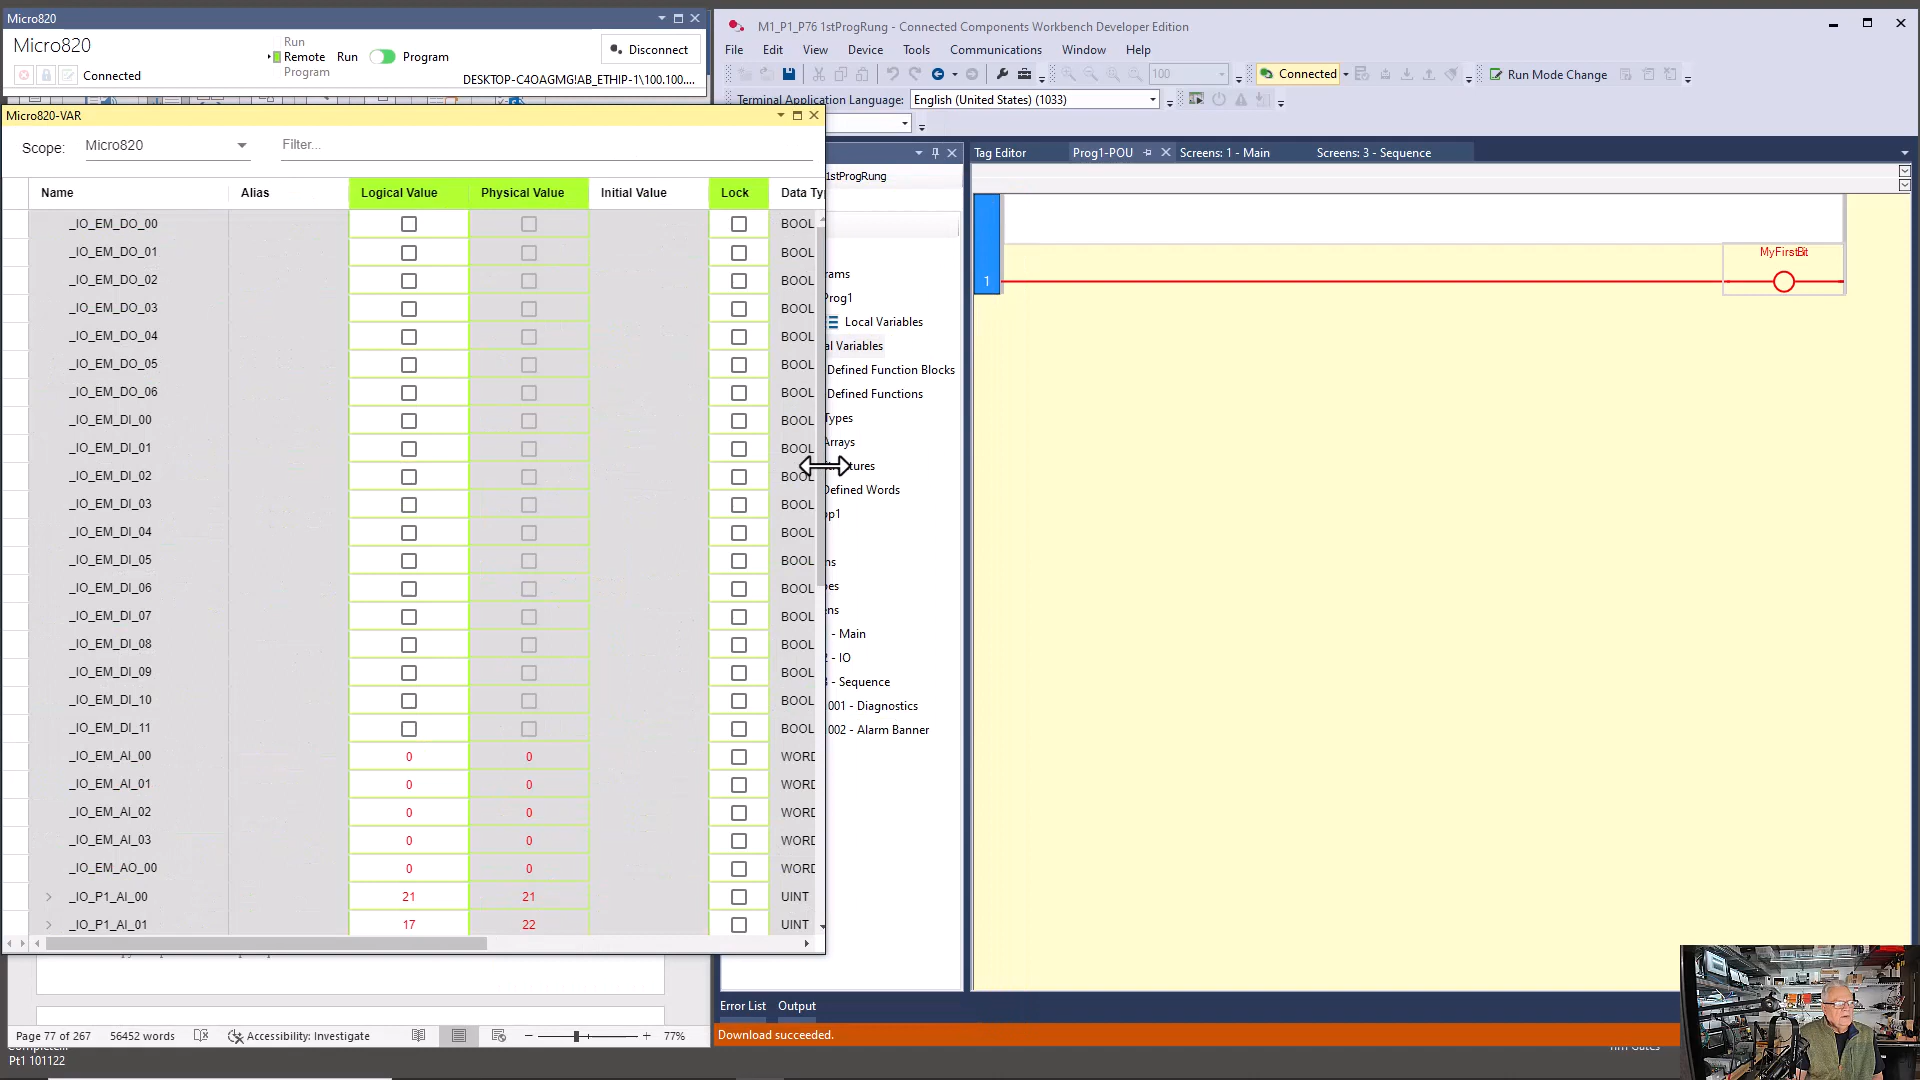 Micro820
Micro820
Run
Remote Run Program
Program
Disconnect
Connected
DESKTOP-C4OAGMG!AB_ETHIP-1\100.100....
M1_P1_P76 1stProgRung - Connected Components Workbench Developer Edition
File Edit View Device Tools Communications Window Help
100
Connected
Run Mode Change
Terminal Application Language: English (United States) (1033)
Micro820-VAR
Scope: Micro820 Filter...
Name Alias Logical Value Physical Value Initial Value Lock Data Ty
_IO_EM_DO_00 BOOL
_IO_EM_DO_01 BOOL
_IO_EM_DO_02 BOOL
_IO_EM_DO_03 BOOL
_IO_EM_DO_04 BOOL
_IO_EM_DO_05 BOOL
_IO_EM_DO_06 BOOL
_IO_EM_DI_00 BOOL
_IO_EM_DI_01 BOOL
_IO_EM_DI_02 BOOL
_IO_EM_DI_03 BOOL
_IO_EM_DI_04 BOOL
_IO_EM_DI_05 BOOL
_IO_EM_DI_06 BOOL
_IO_EM_DI_07 BOOL
_IO_EM_DI_08 BOOL
_IO_EM_DI_09 BOOL
_IO_EM_DI_10 BOOL
_IO_EM_DI_11 BOOL
_IO_EM_AI_00 0 0 WORD
_IO_EM_AI_01 0 0 WORD
_IO_EM_AI_02 0 0 WORD
_IO_EM_AI_03 0 0 WORD
_IO_EM_AO_00 0 0 WORD
_IO_P1_AI_00 21 21 UINT
_IO_P1_AI_01 17 22 UINT
1stProgRung
rams
Prog1
Local Variables
al Variables
Defined Function Blocks
Defined Functions
Types
Arrays
tures
Defined Words
pp1
ns
pes
ens
- Main
2 - IO
3 - Sequence
001 - Diagnostics
002 - Alarm Banner
Tag Editor Prog1-POU Screens: 1 - Main Screens: 3 - Sequence
MyFirstBit
1
Error List Output
Download succeeded.
Page 77 of 267 56452 words Accessibility: Investigate 77%
Pt1 101122